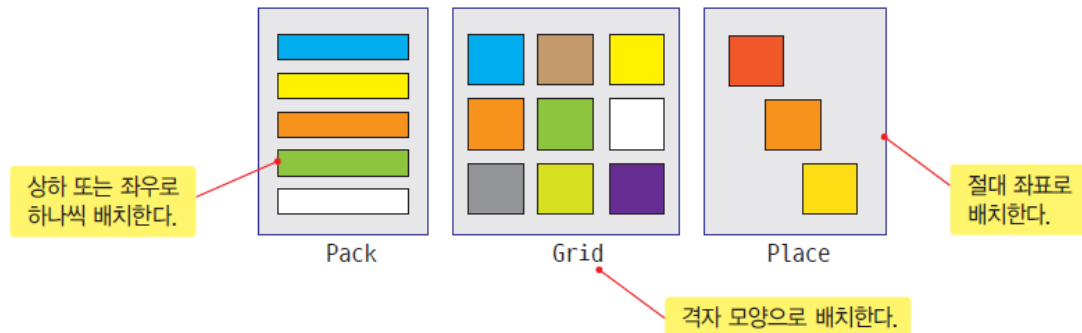 상하 또는 좌우로
하나씩 배치한다.
절대 좌표로
배치한다.
Pack
Grid
Place
격자 모양으로 배치한다.